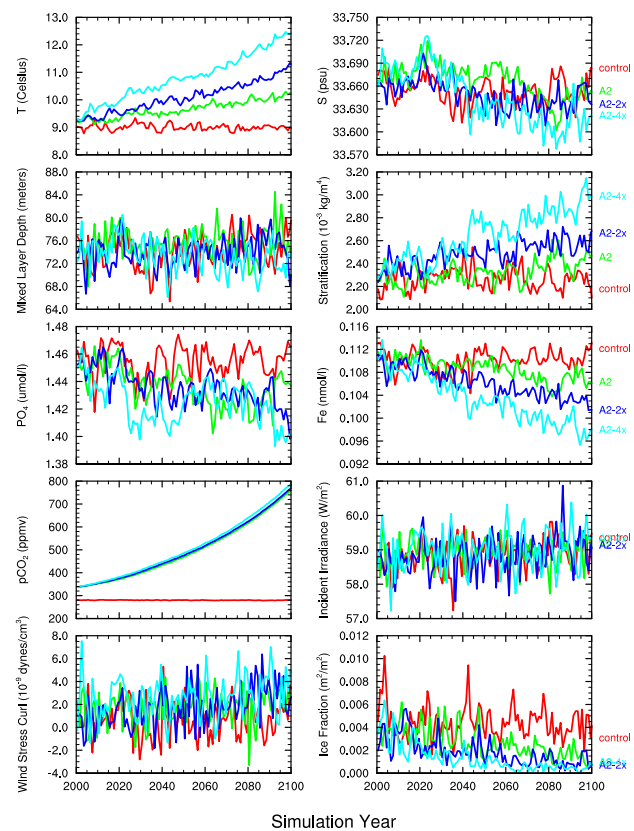 T (Celsius)
13.0
12.0
11.0
10.0
9.0
8.0
S (psu)
33.750
33.720
33.690
33.660
33.630
33.600
33.570
control
A2
A2-2x
A2-4x
Mixed Layer Depth (meters)
88.0
84.0
80.0
76.0
72.0
68.0
64.0
Stratification (10⁻³ kg/m⁴)
3.20
3.00
2.80
2.60
2.40
2.20
2.00
A2-4x
A2-2x
A2
control
PO₄ (umol/l)
1.48
1.46
1.44
1.42
1.40
1.38
Fe (nmol/l)
0.116
0.112
0.108
0.104
0.100
0.096
0.092
control
A2
A2-2x
A2-4x
pCO₂ (ppmv)
800
700
600
500
400
300
200
Incident Irradiance (W/m²)
61.0
60.0
59.0
58.0
57.0
control
A2-2x
Wind Stress Curl (10⁻⁹ dynes/cm³)
8.0
6.0
4.0
2.0
0.0
-2.0
-4.0
2000 2020 2040 2060 2080 2100
Ice Fraction (m²/m²)
0.012
0.010
0.008
0.006
0.004
0.002
0.000
control
A2
A2-2x
2000 2020 2040 2060 2080 2100
Simulation Year